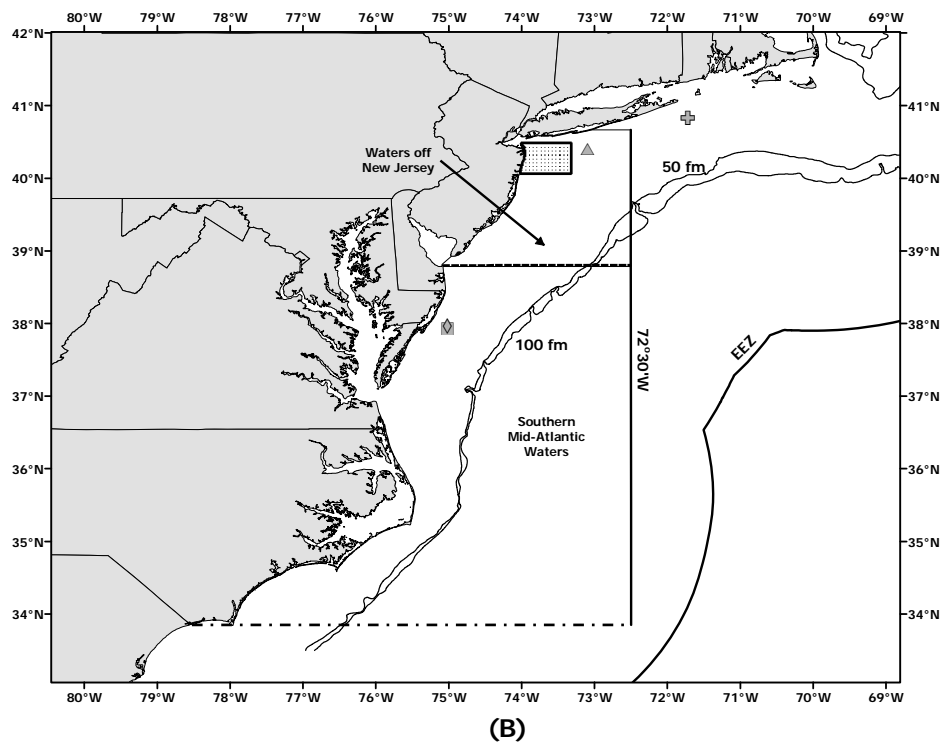 80°W 79°W 78°W 77°W 76°W 75°W 74°W 73°W 72°W 71°W 70°W 69°W
42°N 42°N
41°N 41°N
Waters off
New Jersey
50 fm
40°N 40°N
39°N 39°N
38°N 38°N
100 fm
72°30'W
EEZ
37°N 37°N
Southern
Mid-Atlantic
Waters
36°N 36°N
35°N 35°N
34°N 34°N
80°W 79°W 78°W 77°W 76°W 75°W 74°W 73°W 72°W 71°W 70°W 69°W
(B)